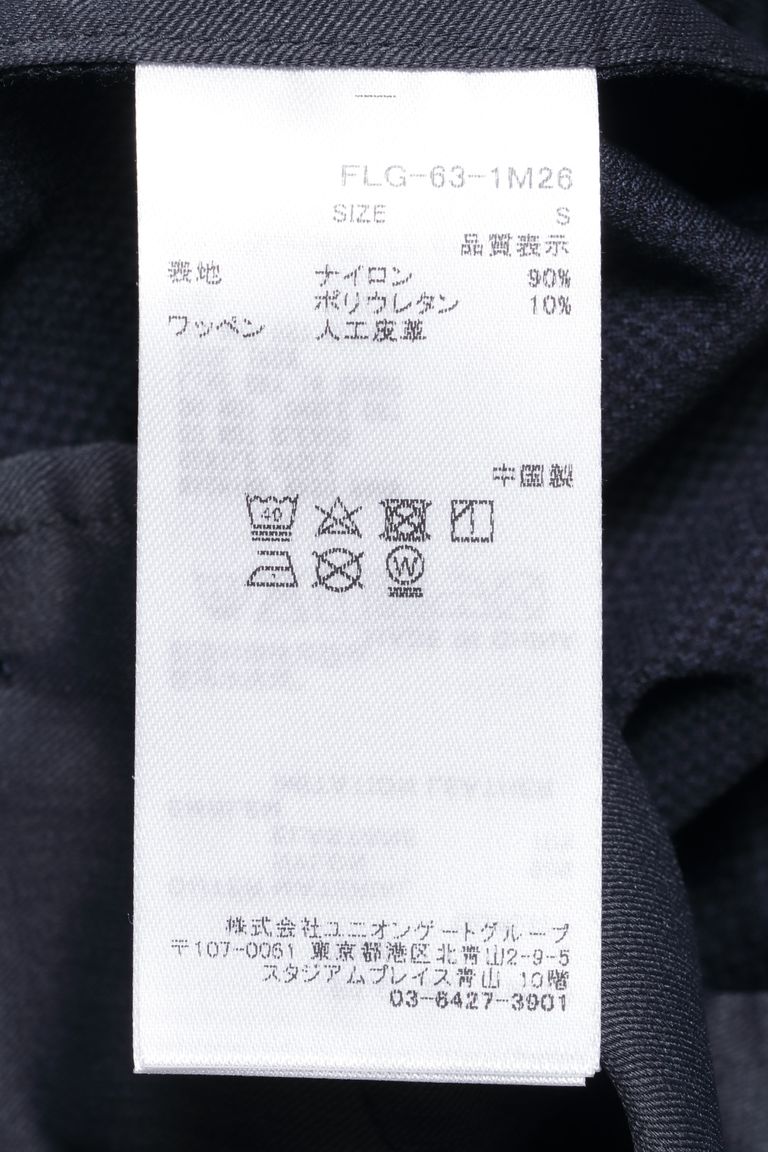 FLG-63-1M26
SIZE S
品質表示
表地 ナイロン 90%
ポリウレタン 10%
ワッペン 人工皮革
中国製
40
W
株式会社ユニオンゲートグループ
〒107-0061 東京都港区北青山2-9-5
スタジアムプレイス青山 10階
03-6427-3901